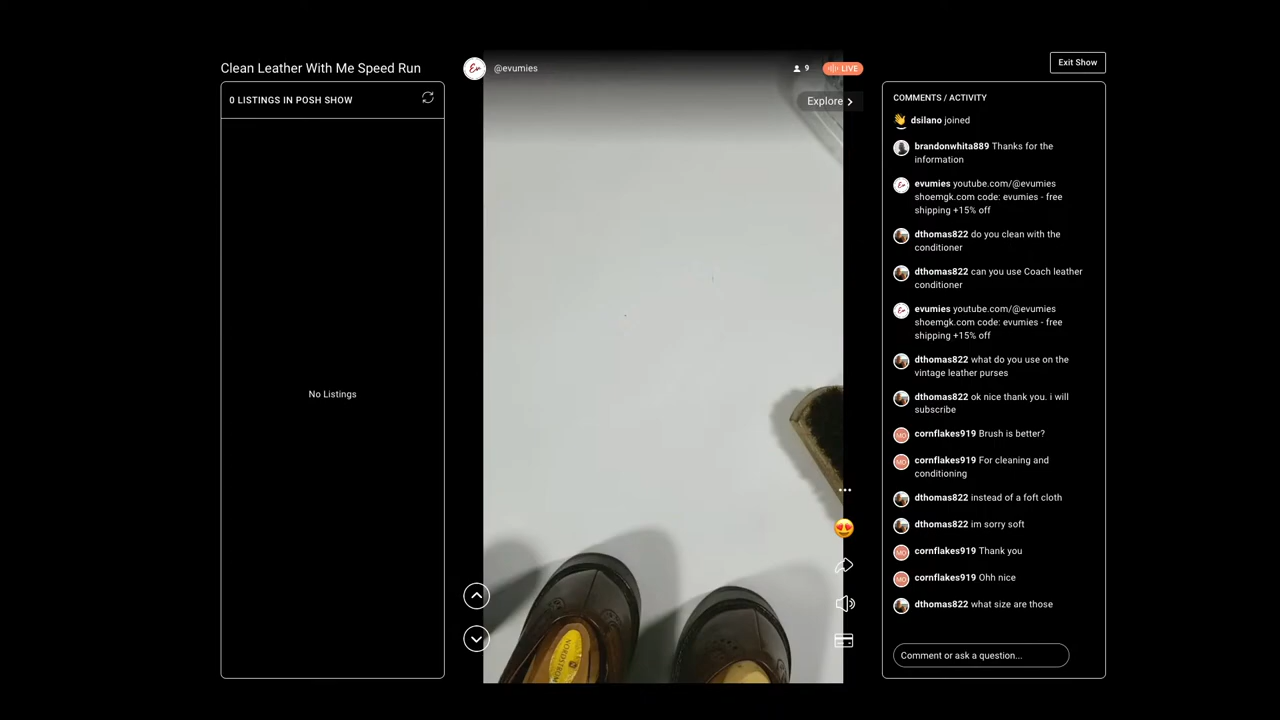 Clean Leather With Me Speed Run
0 LISTINGS IN POSH SHOW
No Listings
Ev
@evumies
9
LIVE
Explore
NORDSTROM
Exit Show
COMMENTS / ACTIVITY
dsilano joined
brandonwhita889 Thanks for the
information
evumies youtube.com/@evumies
shoemgk.com code: evumies - free
shipping +15% off
dthomas822 do you clean with the
conditioner
dthomas822 can you use Coach leather
conditioner
evumies youtube.com/@evumies
shoemgk.com code: evumies - free
shipping +15% off
dthomas822 what do you use on the
vintage leather purses
dthomas822 ok nice thank you. i will
subscribe
MO
cornflakes919 Brush is better?
MO
cornflakes919 For cleaning and
conditioning
dthomas822 instead of a foft cloth
dthomas822 im sorry soft
MO
cornflakes919 Thank you
MO
cornflakes919 Ohh nice
dthomas822 what size are those
Comment or ask a question...